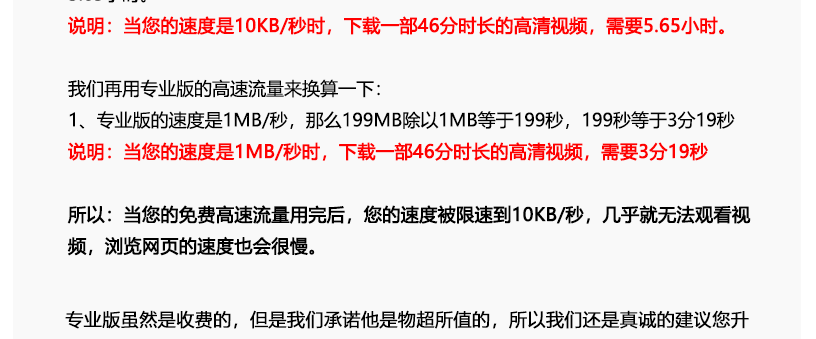 说明：当您的速度是10KB/秒时，下载一部46分时长的高清视频，需要5.65小时。
我们再用专业版的高速流量来换算一下：
1、专业版的速度是1MB/秒，那么199MB除以1MB等于199秒，199秒等于3分19秒
说明：当您的速度是1MB/秒时，下载一部46分时长的高清视频，需要3分19秒
所以：当您的免费高速流量用完后，您的速度被限速到10KB/秒，几乎就无法观看视
频，浏览网页的速度也会很慢。
专业版虽然是收费的，但是我们承诺他是物超所值的，所以我们还是真诚的建议您升